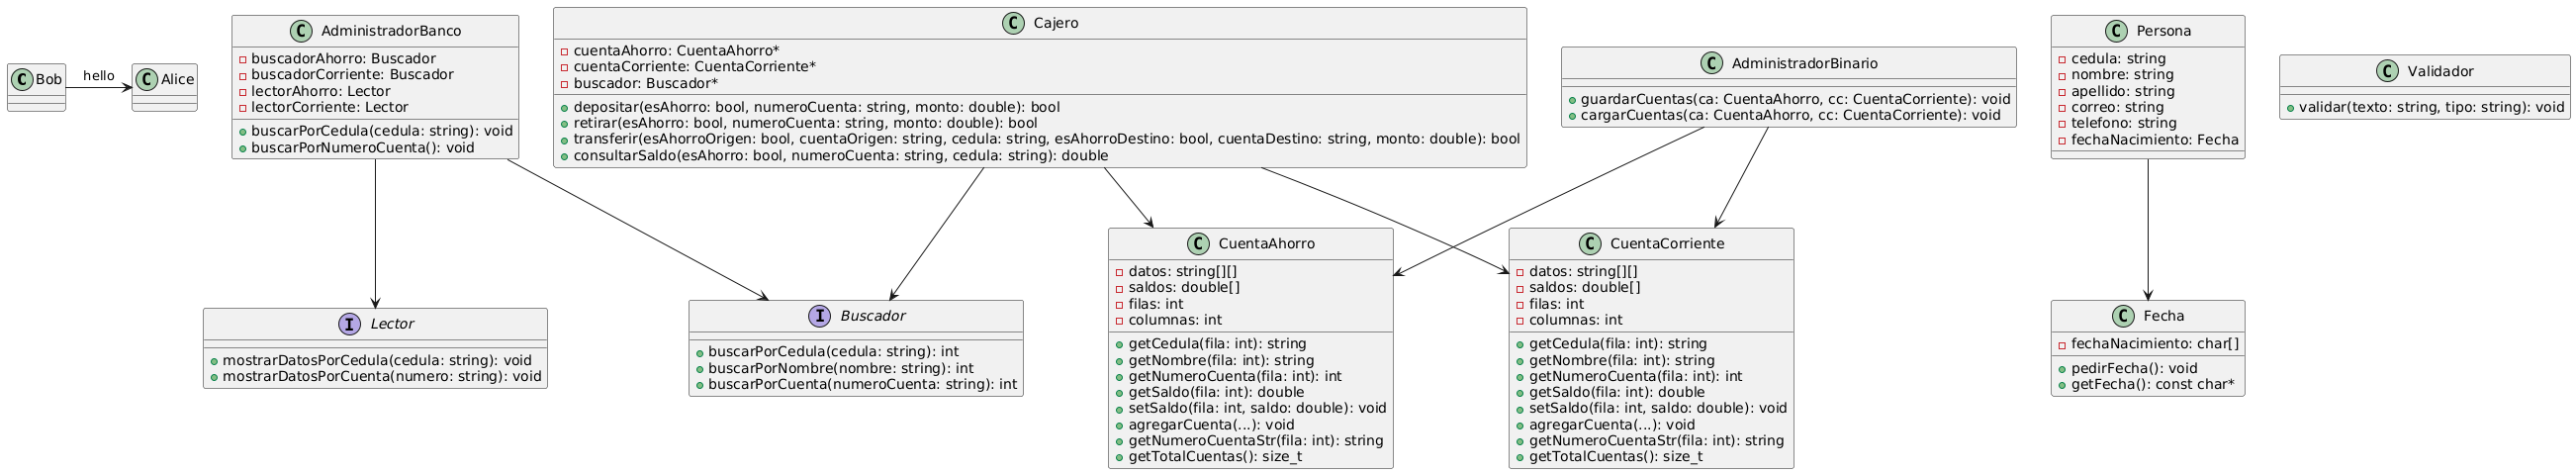 C Bob
hello
C Alice
C AdministradorBanco
buscadorAhorro: Buscador
buscadorCorriente: Buscador
lectorAhorro: Lector
lectorCorriente: Lector
buscarPorCedula(cedula: string): void
buscarPorNumeroCuenta(): void
C Cajero
cuentaAhorro: CuentaAhorro*
cuentaCorriente: CuentaCorriente*
buscador: Buscador*
depositar(esAhorro: bool, numeroCuenta: string, monto: double): bool
retirar(esAhorro: bool, numeroCuenta: string, monto: double): bool
transferir(esAhorroOrigen: bool, cuentaOrigen: string, cedula: string, esAhorroDestino: bool, cuentaDestino: string, monto: double): bool
consultarSaldo(esAhorro: bool, numeroCuenta: string, cedula: string): double
C AdministradorBinario
guardarCuentas(ca: CuentaAhorro, cc: CuentaCorriente): void
cargarCuentas(ca: CuentaAhorro, cc: CuentaCorriente): void
C Persona
cedula: string
nombre: string
apellido: string
correo: string
telefono: string
fechaNacimiento: Fecha
C Validador
validar(texto: string, tipo: string): void
I Lector
mostrarDatosPorCedula(cedula: string): void
mostrarDatosPorCuenta(numero: string): void
I Buscador
buscarPorCedula(cedula: string): int
buscarPorNombre(nombre: string): int
buscarPorCuenta(numeroCuenta: string): int
C CuentaAhorro
datos: string[][]
saldos: double[]
filas: int
columnas: int
getCedula(fila: int): string
getNombre(fila: int): string
getNumeroCuenta(fila: int): int
getSaldo(fila: int): double
setSaldo(fila: int, saldo: double): void
agregarCuenta(...): void
getNumeroCuentaStr(fila: int): string
getTotalCuentas(): size_t
C CuentaCorriente
datos: string[][]
saldos: double[]
filas: int
columnas: int
getCedula(fila: int): string
getNombre(fila: int): string
getNumeroCuenta(fila: int): int
getSaldo(fila: int): double
setSaldo(fila: int, saldo: double): void
agregarCuenta(...): void
getNumeroCuentaStr(fila: int): string
getTotalCuentas(): size_t
C Fecha
fechaNacimiento: char[]
pedirFecha(): void
getFecha(): const char*